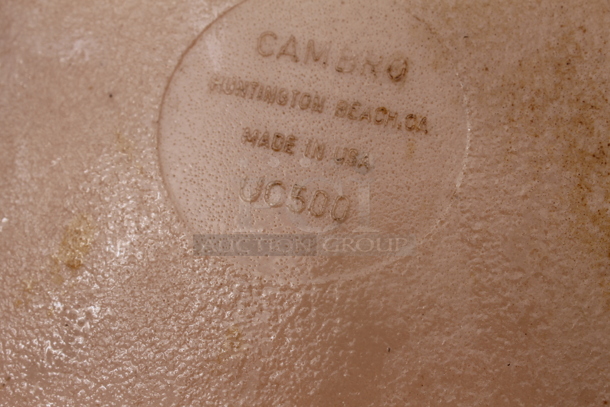 CAMBRO
HUNTINGTON BEACH, CA
MADE IN USA
UC500
AUCTION GROUP